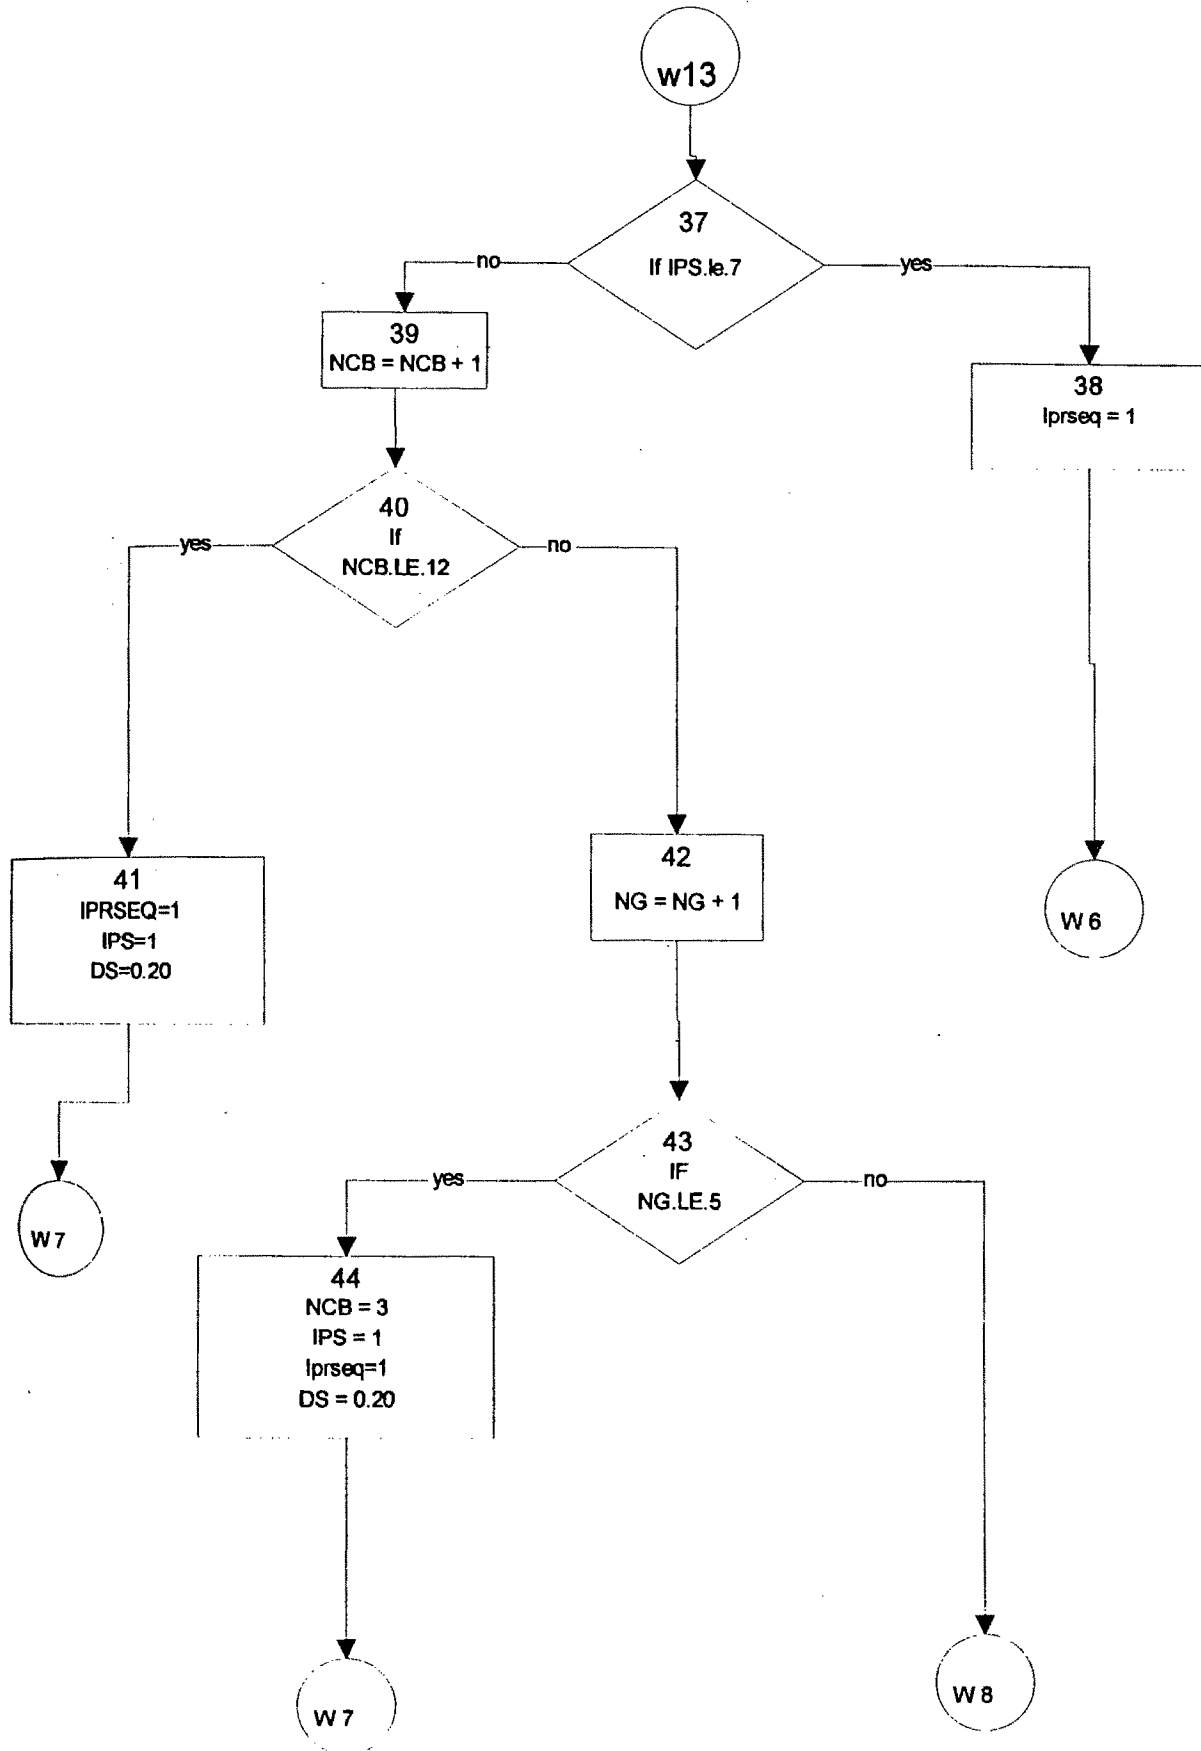 w13
37
If IPS.le.7
no
yes
39
NCB = NCB + 1
38
Iprseq = 1
40
If
NCB.LE.12
yes
no
41
IPRSEQ=1
IPS=1
DS=0.20
42
NG = NG + 1
W 6
43
IF
NG.LE.5
yes
no
W 7
44
NCB = 3
IPS = 1
Iprseq=1
DS = 0.20
W 7
W 8